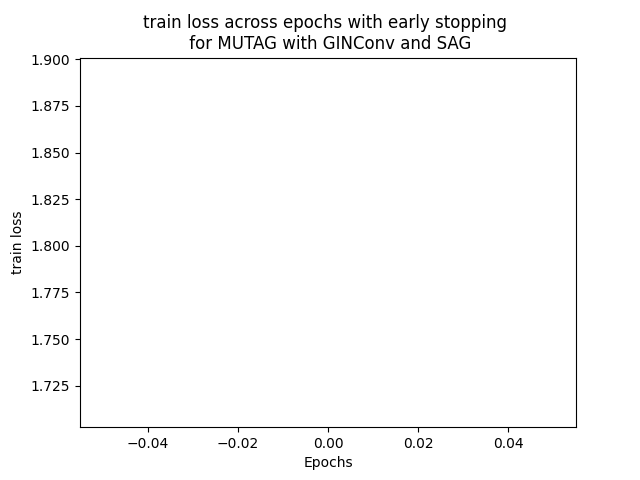 train loss across epochs with early stopping
for MUTAG with GINConv and SAG
1.900
1.875
1.850
1.825
1.800
1.775
1.750
1.725
train loss
−0.04 −0.02 0.00 0.02 0.04
Epochs